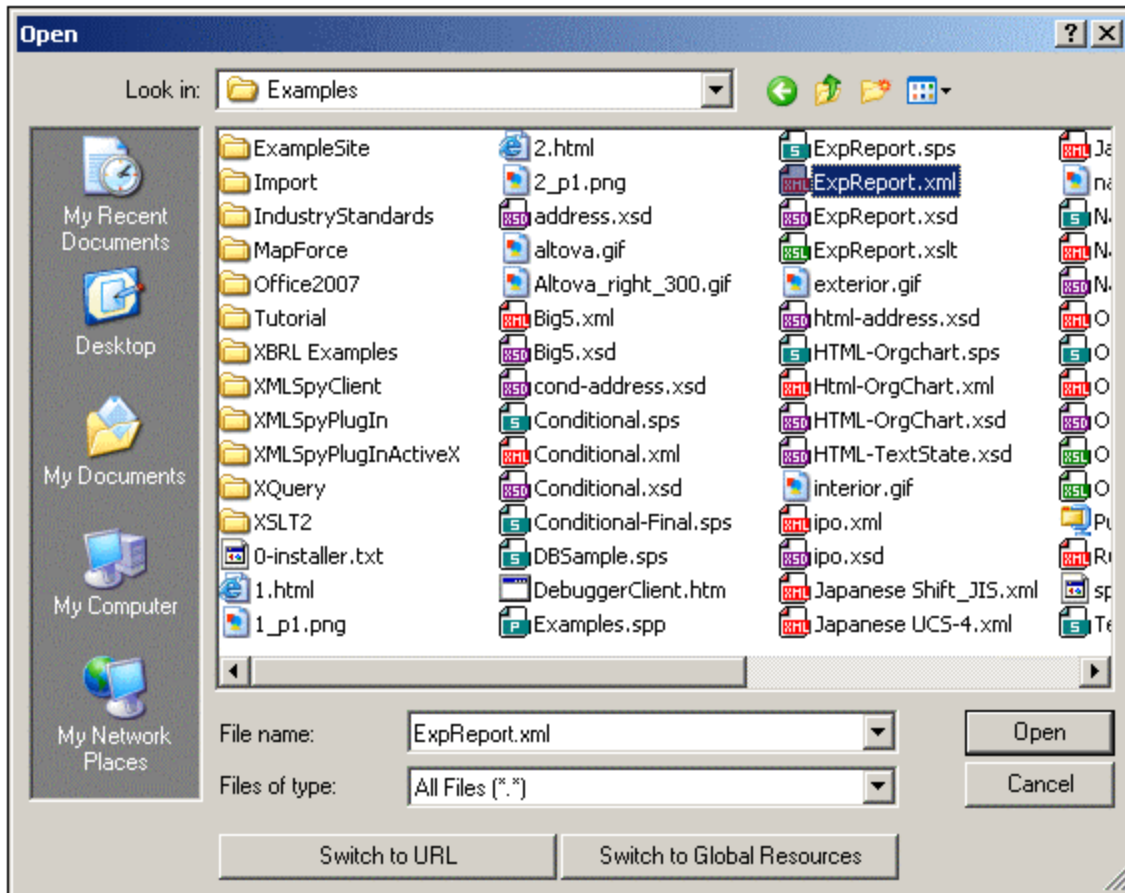 Open
Look in: Examples
My Recent
Documents
Desktop
My Documents
My Computer
My Network
Places
ExampleSite
Import
IndustryStandards
MapForce
Office2007
Tutorial
XBRL Examples
XMLSpyClient
XMLSpyPlugIn
XMLSpyPlugInActiveX
XQuery
XSLT2
0-installer.txt
1.html
1_p1.png
2.html
2_p1.png
address.xsd
altova.gif
Altova_right_300.gif
Big5.xml
Big5.xsd
cond-address.xsd
Conditional.sps
Conditional.xml
Conditional.xsd
Conditional-Final.sps
DBSample.sps
DebuggerClient.htm
Examples.spp
ExpReport.sps
ExpReport.xml
ExpReport.xsd
ExpReport.xslt
exterior.gif
html-address.xsd
HTML-Orgchart.sps
Html-OrgChart.xml
HTML-OrgChart.xsd
HTML-TextState.xsd
interior.gif
ipo.xml
ipo.xsd
Japanese Shift_JIS.xml
Japanese UCS-4.xml
File name: ExpReport.xml
Open
Files of type: All Files (*.*)
Cancel
Switch to URL
Switch to Global Resources